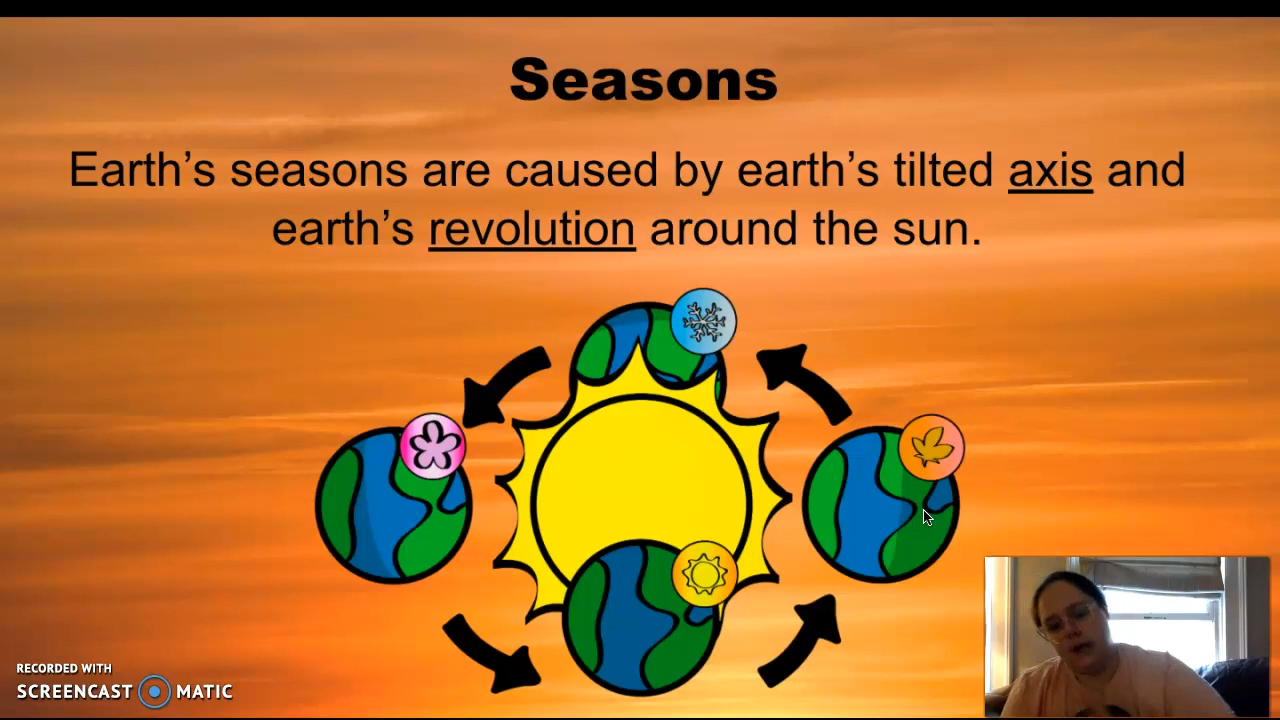 Seasons
Earth's seasons are caused by earth's tilted axis and
earth's revolution around the sun.
RECORDED WITH
SCREENCAST MATIC